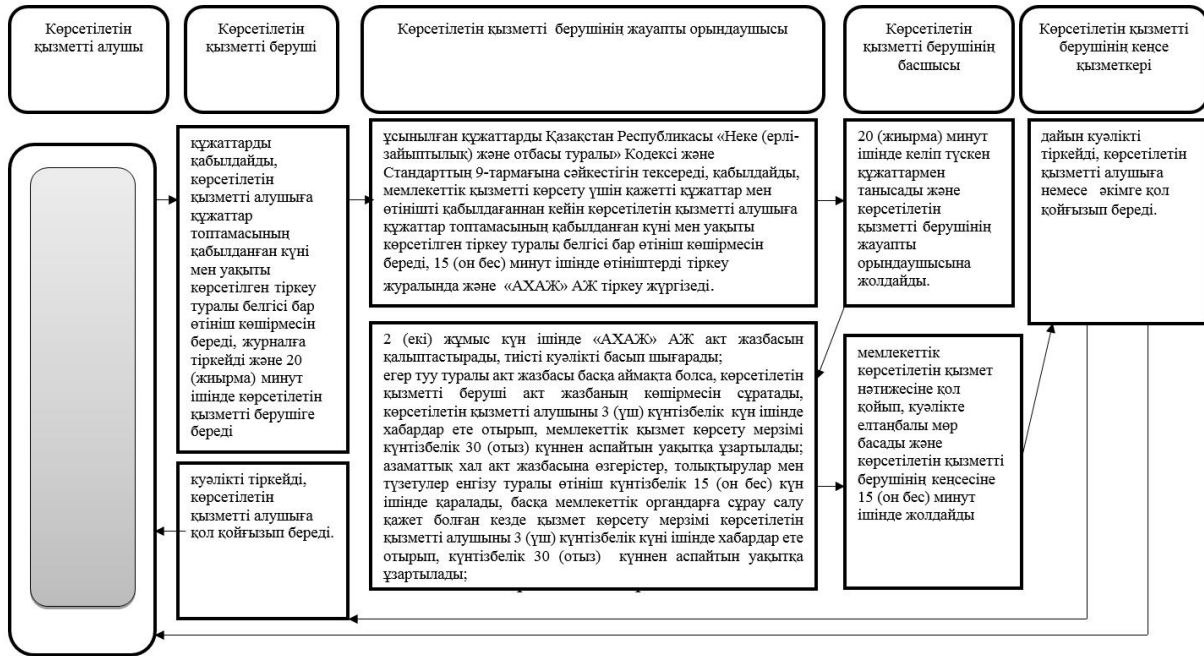 Көрсетілетін
қызметті алушы
Көрсетілетін
қызметті беруші
Көрсетілетін қызметті берушінің жауапты орындаушысы
Көрсетілетін
қызметті берушінің
басшысы
Көрсетілетін қызметті
берушінің кеңсе
қызметкері
құжаттарды
қабылдайды,
көрсетілетін
қызметті алушыға
құжаттар
топтамасының
қабылданған күні
мен уақыты
көрсетілген тіркеу
туралы белгісі бар
өтініш көшірмесін
береді, журналға
тіркейді және 20
(жиырма) минут
ішінде көрсетілетін
қызметті берушіге
береді
ұсынылған құжаттарды Қазақстан Республикасы «Неке (ерлі-
зайыптылық) және отбасы туралы» Кодексі және
Стандарттың 9-тармағына сәйкестігін тексереді, қабылдайды,
мемлекеттік қызметті көрсету үшін қажетті құжаттар мен
өтінішті қабылдағаннан кейін көрсетілетін қызметті алушыға
құжаттар топтамасының қабылданған күні мен уақыты
көрсетілген тіркеу туралы белгісі бар өтініш көшірмесін
береді, 15 (он бес) минут ішінде өтініштерді тіркеу
журалында және «АХАЖ» АЖ тіркеу жүргізеді.
20 (жиырма) минут
ішінде келіп түскен
құжаттармен
танысады және
көрсетілетін
қызметті берушінің
жауапты
орындаушысына
жолдайды.
дайын куәлікті
тіркейді, көрсетілетін
қызметті алушыға
немесе әкімге қол
қойғызып береді.
2 (екі) жұмыс күн ішінде «АХАЖ» АЖ акт жазбасын
қалыптастырады, тиісті куәлікті басып шығарады;
егер туу туралы акт жазбасы басқа аймақта болса, көрсетілетін
қызметті беруші акт жазбаның көшірмесін сұратады,
көрсетілетін қызметті алушыны 3 (үш) күнтізбелік күн ішінде
хабардар ете отырып, мемлекеттік қызмет көрсету мерзімі
күнтізбелік 30 (отыз) күннен аспайтын уақытқа ұзартылады;
азаматтық хал акт жазбасына өзгерістер, толықтырулар мен
түзетулер енгізу туралы өтініш күнтізбелік 15 (он бес) күн
ішінде қаралады, басқа мемлекеттік органдарға сұрау салу
қажет болған кезде қызмет көрсету мерзімі көрсетілетін
қызметті алушыны 3 (үш) күнтізбелік күні ішінде хабардар ете
отырып, күнтізбелік 30 (отыз) күннен аспайтын уақытқа
ұзартылады;
мемлекеттік
көрсетілетін қызмет
нәтижесіне қол
қойып, куәлікте
елтаңбалы мөр
басады және
көрсетілетін қызметті
берушінің кеңсесіне
15 (он бес) минут
ішінде жолдайды
куәлікті тіркейді,
көрсетілетін
қызметті алушыға
қол қойғызып береді.